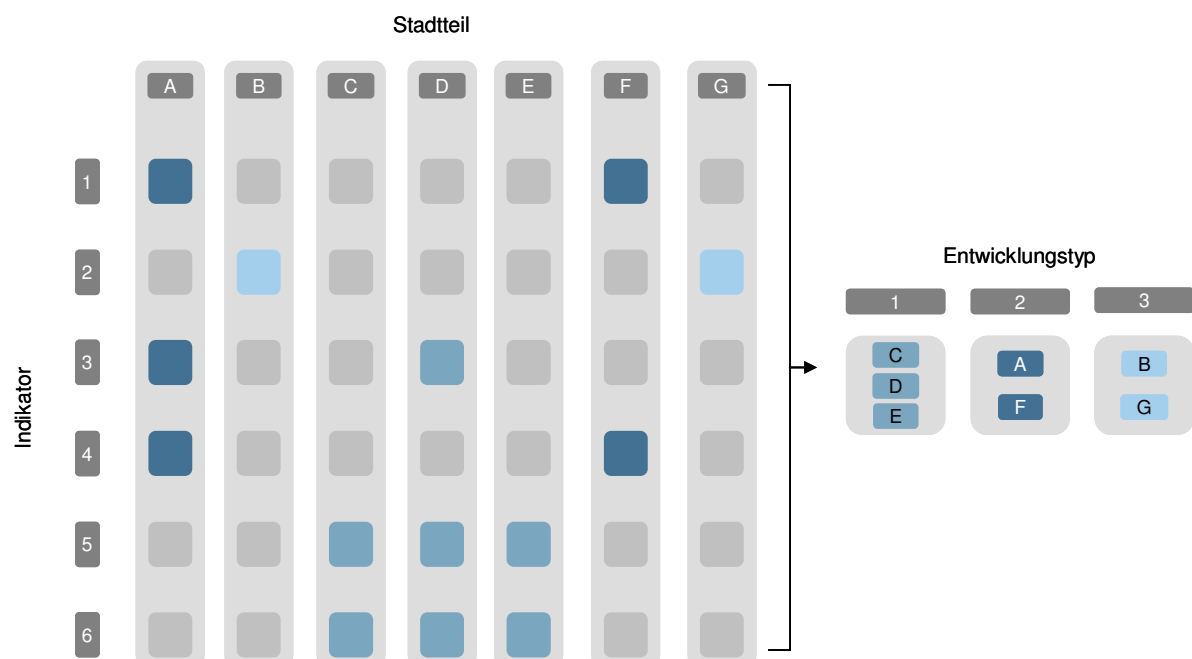 Stadtteil
A B C D E F G
Indikator
1
2
3
4
5
6
Entwicklungstyp
1 2 3
C A B
D
E F G